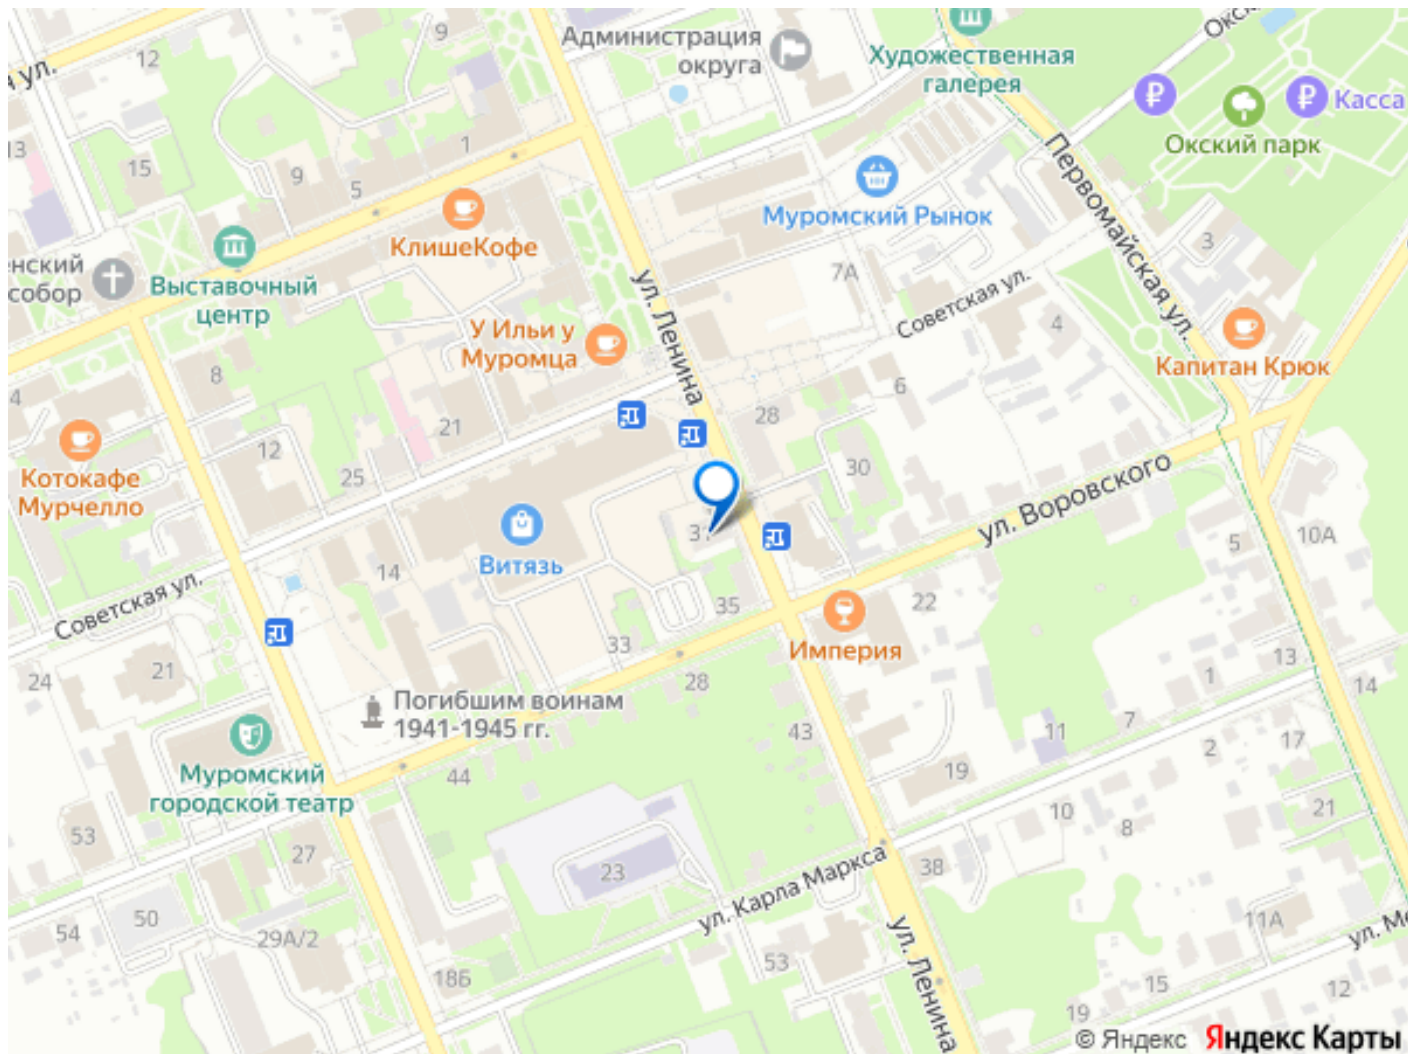 Администрация
округа
Художественная
галерея
Окск
Касса
Окский парк
12
9
ул.
13
15
9
5
1
КлишеКофе
Муромский Рынок
Первомайская ул.
3
енский
собор
Выставочный
центр
ул. Ленина
7А
Советская ул.
4
Капитан Крюк
У Ильи у
Муромца
8
6
4
28
21
12
25
30
Котокафе
Мурчелло
ул. Воровского
10А
5
Витязь
14
35
22
Империя
Советская ул.
33
28
13
1
14
24
21
Погибшим воинам
1941-1945 гг.
43
11
7
2
17
Муромский
городской театр
44
19
10
8
21
53
27
23
ул. Карла Маркса
38
50
54
29А/2
11А
ул. Ленина
53
18Б
15
12
19
© Яндекс Яндекс Карты